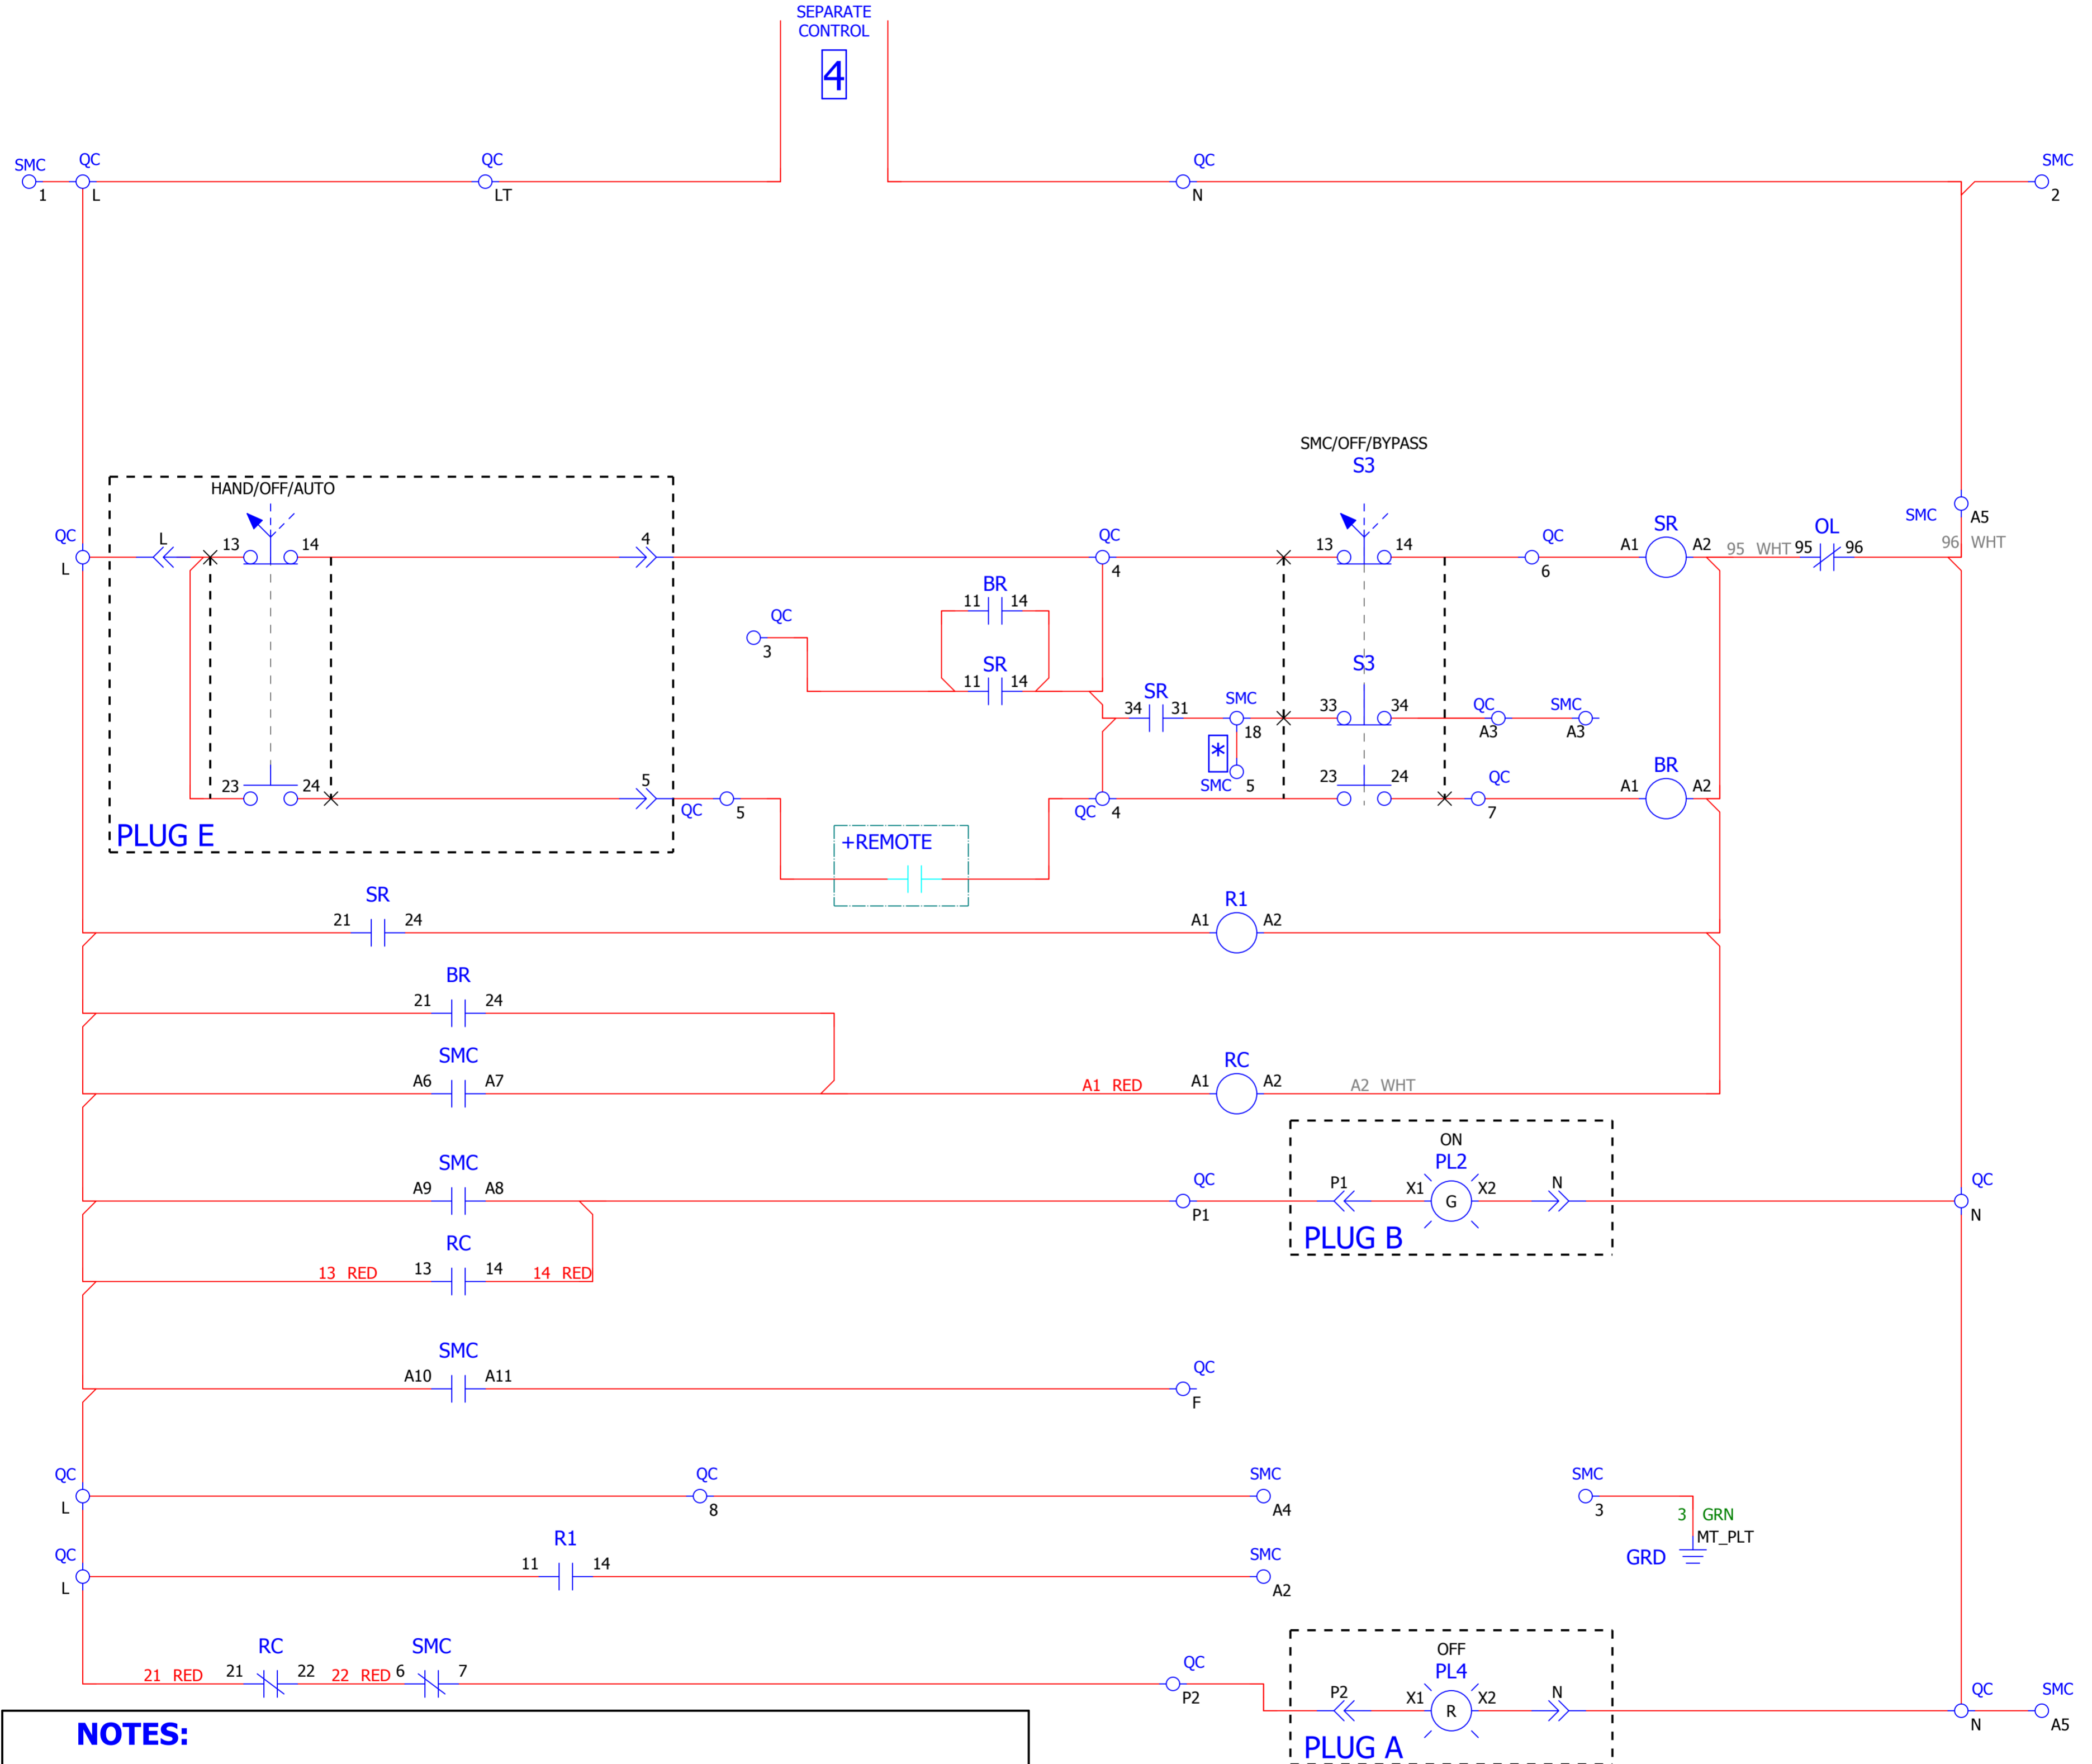 SEPARATE
CONTROL
4
SMC
1
QC
L
QC
LT
QC
N
SMC
2
SMC/OFF/BYPASS
S3
HAND/OFF/AUTO
QC
L
L
13
14
4
QC
4
13
14
QC
6
SR
A1
A2
95 WHT
OL
95
96
SMC
A5
96 WHT
BR
11
14
QC
3
SR
11
14
SR
34
31
SMC
18
*
SMC
5
S3
33
34
QC
A3
SMC
A3
23
24
5
QC
5
QC
4
23
24
QC
7
BR
A1
A2
PLUG E
+REMOTE
SR
21
24
R1
A1
A2
BR
21
24
SMC
A6
A7
A1 RED
RC
A1
A2
A2 WHT
SMC
A9
A8
QC
P1
ON
PL2
P1
X1
G
X2
N
PLUG B
QC
N
RC
13 RED
13
14
14 RED
SMC
A10
A11
QC
F
QC
L
QC
8
SMC
A4
SMC
3
3 GRN
MT_PLT
GRD
QC
L
R1
11
14
SMC
A2
RC
21 RED
21
22
22 RED
SMC
6
7
QC
P2
OFF
PL4
P2
X1
R
X2
N
PLUG A
QC
N
SMC
A5
NOTES: